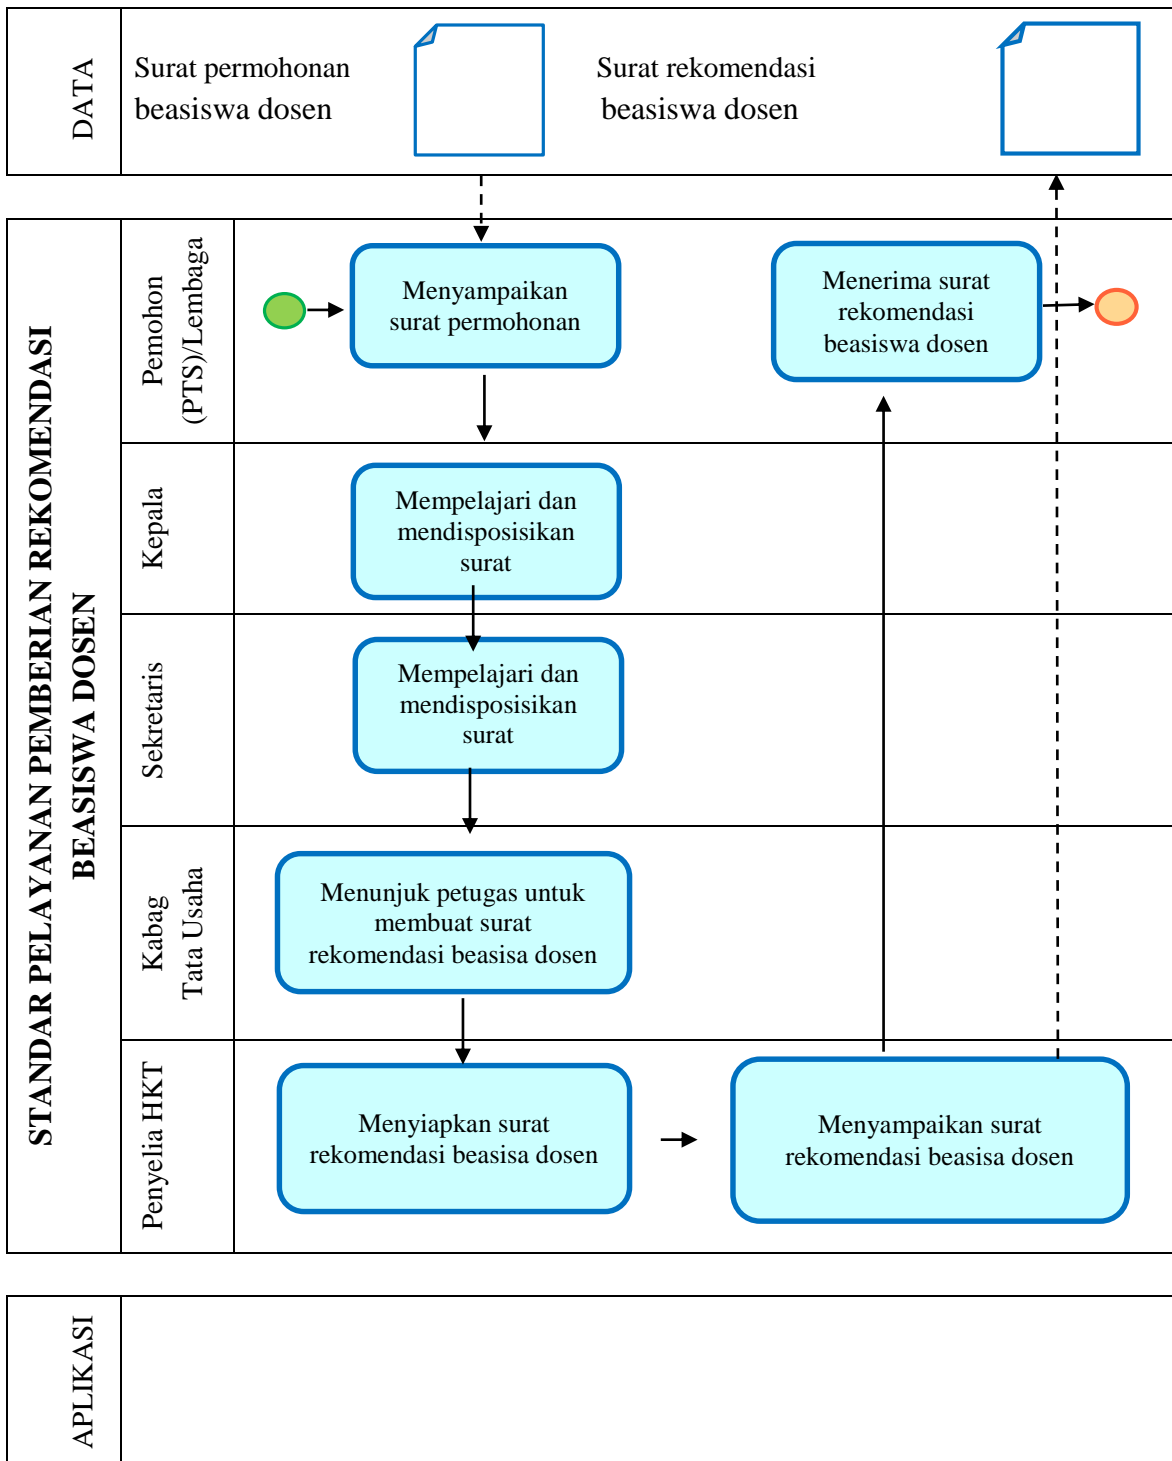 DATA
Surat permohonan
beasiswa dosen
Surat rekomendasi
beasiswa dosen
STANDAR PELAYANAN PEMBERIAN REKOMENDASI
BEASISWA DOSEN
Pemohon
(PTS)/Lembaga
Menyampaikan
surat permohonan
Menerima surat
rekomendasi
beasiswa dosen
Kepala
Mempelajari dan
mendisposisikan
surat
Sekretaris
Mempelajari dan
mendisposisikan
surat
Kabag
Tata Usaha
Menunjuk petugas untuk
membuat surat
rekomendasi beasisa dosen
Penyelia HKT
Menyiapkan surat
rekomendasi beasisa dosen
Menyampaikan surat
rekomendasi beasisa dosen
APLIKASI